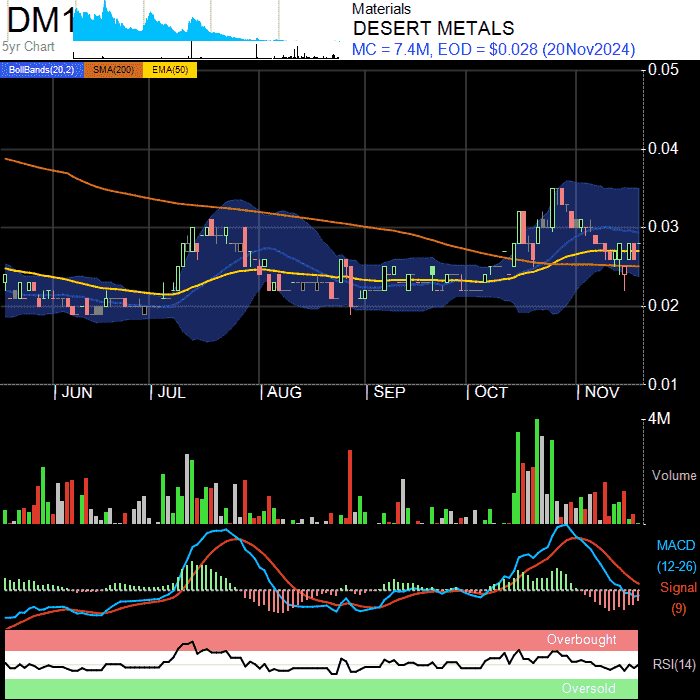 DM1
5yr Chart
Materials
DESERT METALS
MC = 7.4M, EOD = $0.028 (20Nov2024)
BollBands(20,2) SMA(200) EMA(50)
0.05
0.04
0.03
0.02
0.01
JUN JUL AUG SEP OCT NOV
4M
Volume
MACD
(12-26)
Signal
(9)
Overbought
RSI(14)
Oversold